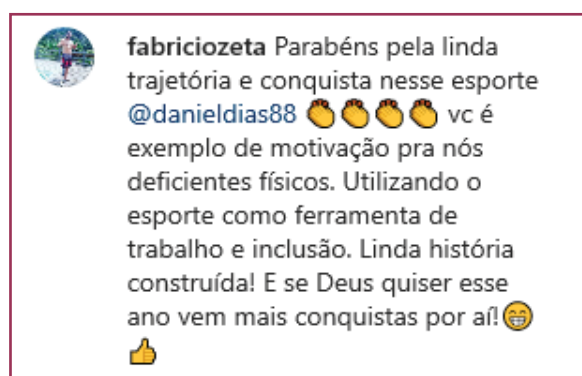 fabriciozeta Parabéns pela linda
trajetória e conquista nesse esporte
@danieldias88 👏👏👏👏 vc é
exemplo de motivação pra nós
deficientes físicos. Utilizando o
esporte como ferramenta de
trabalho e inclusão. Linda história
construída! E se Deus quiser esse
ano vem mais conquistas por aí!😁
👍